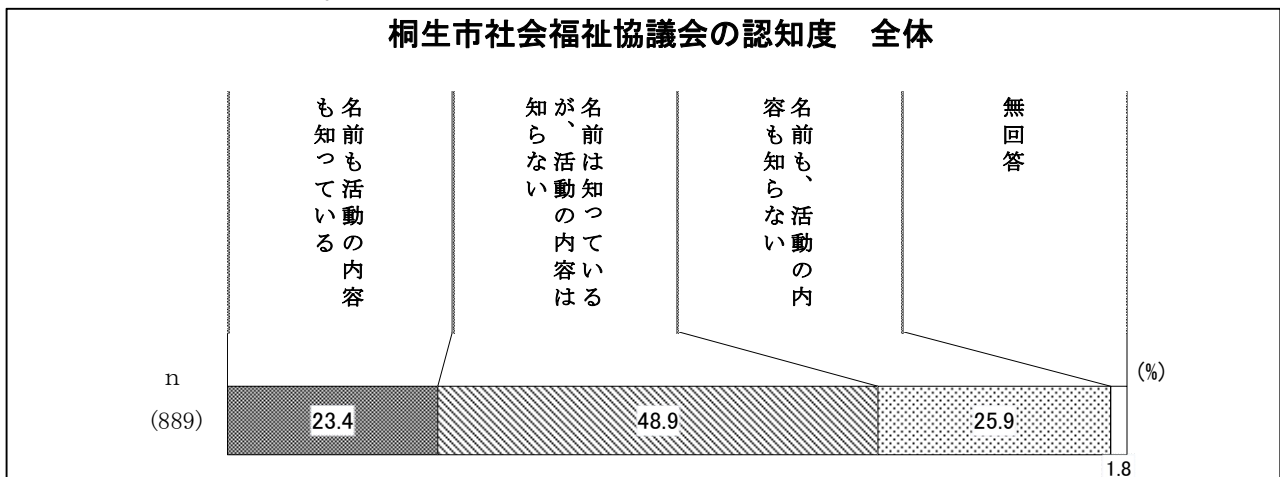 桐生市社会福祉協議会の認知度　全体
名前も活動の内容
も知っている
名前は知っている
が、活動の内容は
知らない
名前も、活動の内
容も知らない
無回答
(%)
n
(889)
23.4
48.9
25.9
1.8